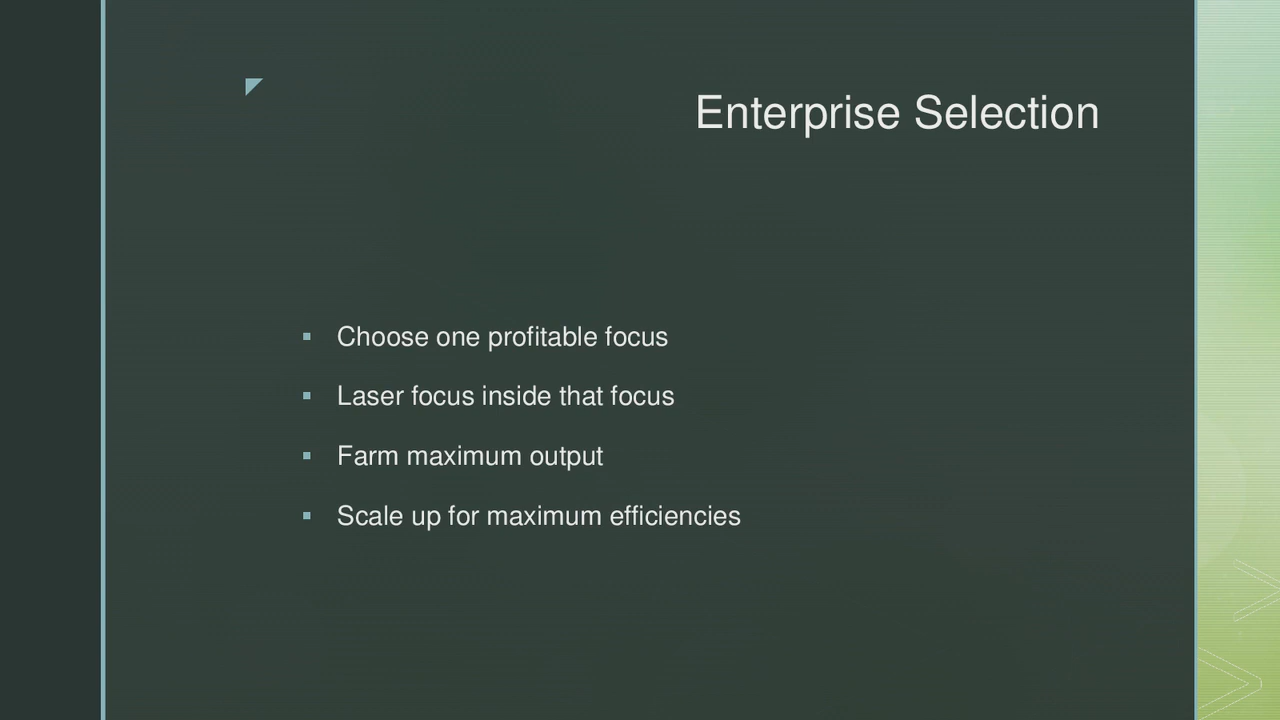 Enterprise Selection
Choose one profitable focus
Laser focus inside that focus
Farm maximum output
Scale up for maximum efficiencies